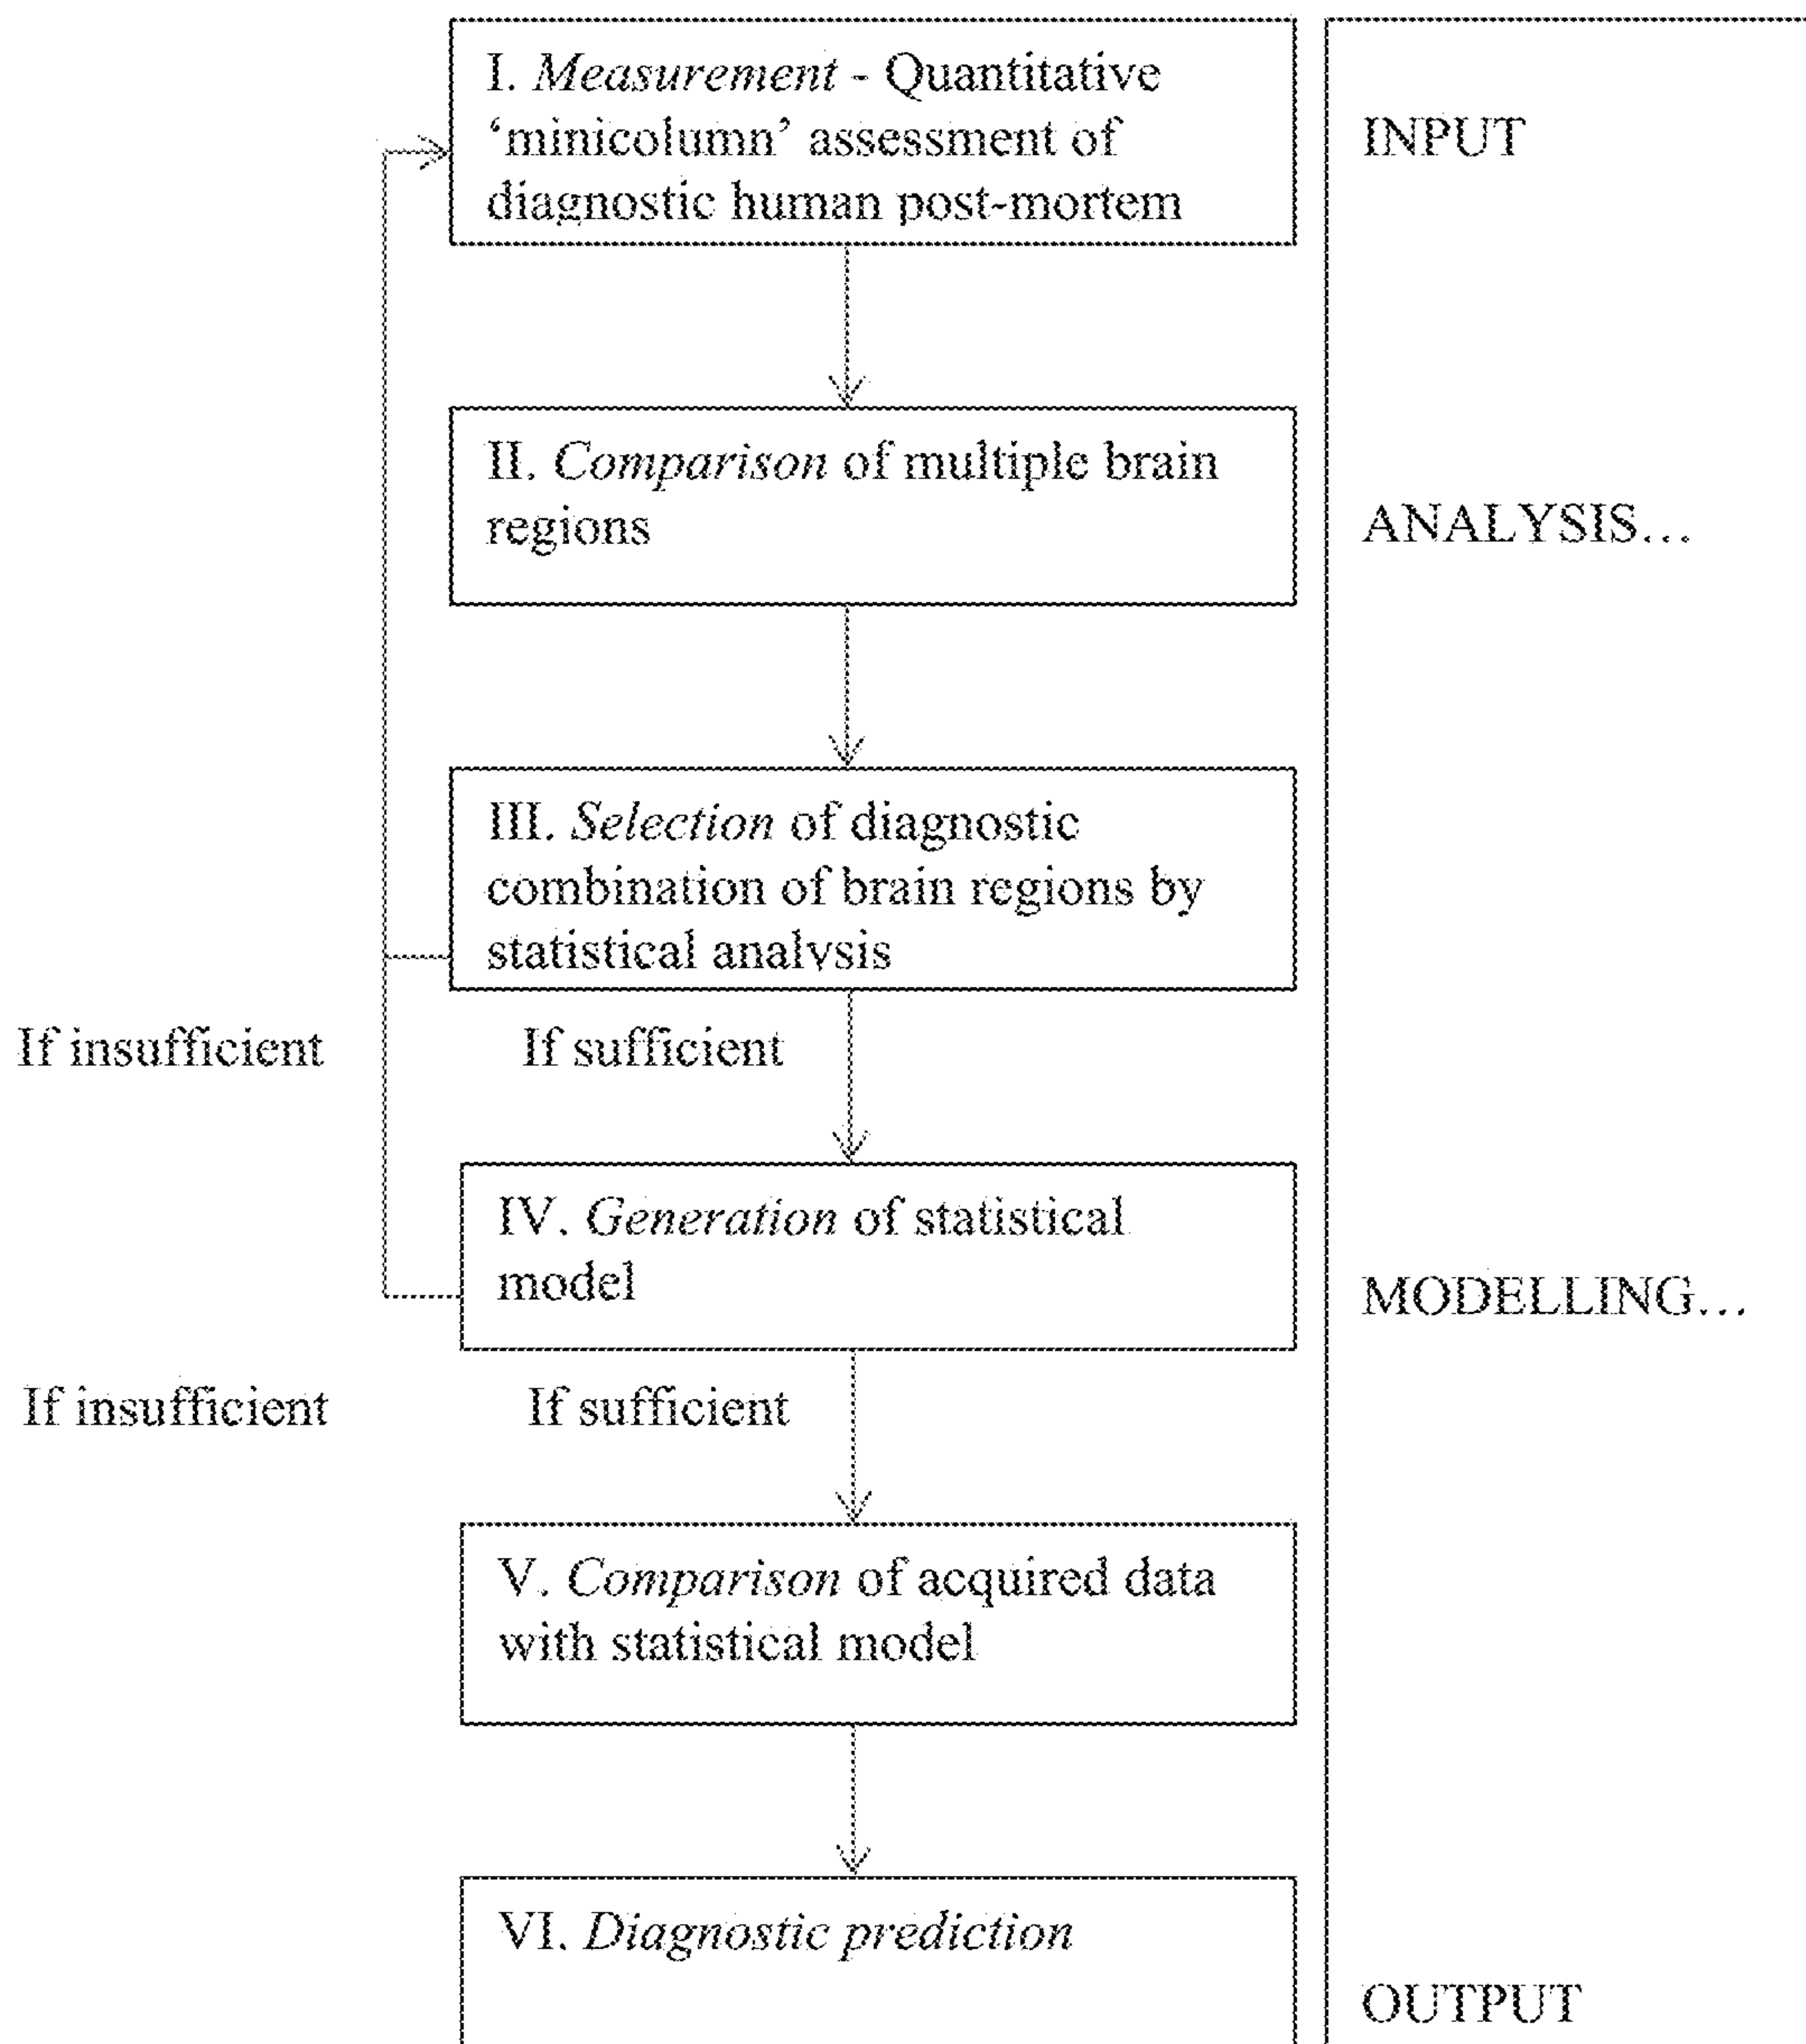 I. Measurement - Quantitative
‘minicolumn’ assessment of
diagnostic human post-mortem
INPUT
II. Comparison of multiple brain
regions
ANALYSIS…
III. Selection of diagnostic
combination of brain regions by
statistical analysis
If insufficient
If sufficient
IV. Generation of statistical
model
MODELLING…
If insufficient
If sufficient
V. Comparison of acquired data
with statistical model
VI. Diagnostic prediction
OUTPUT